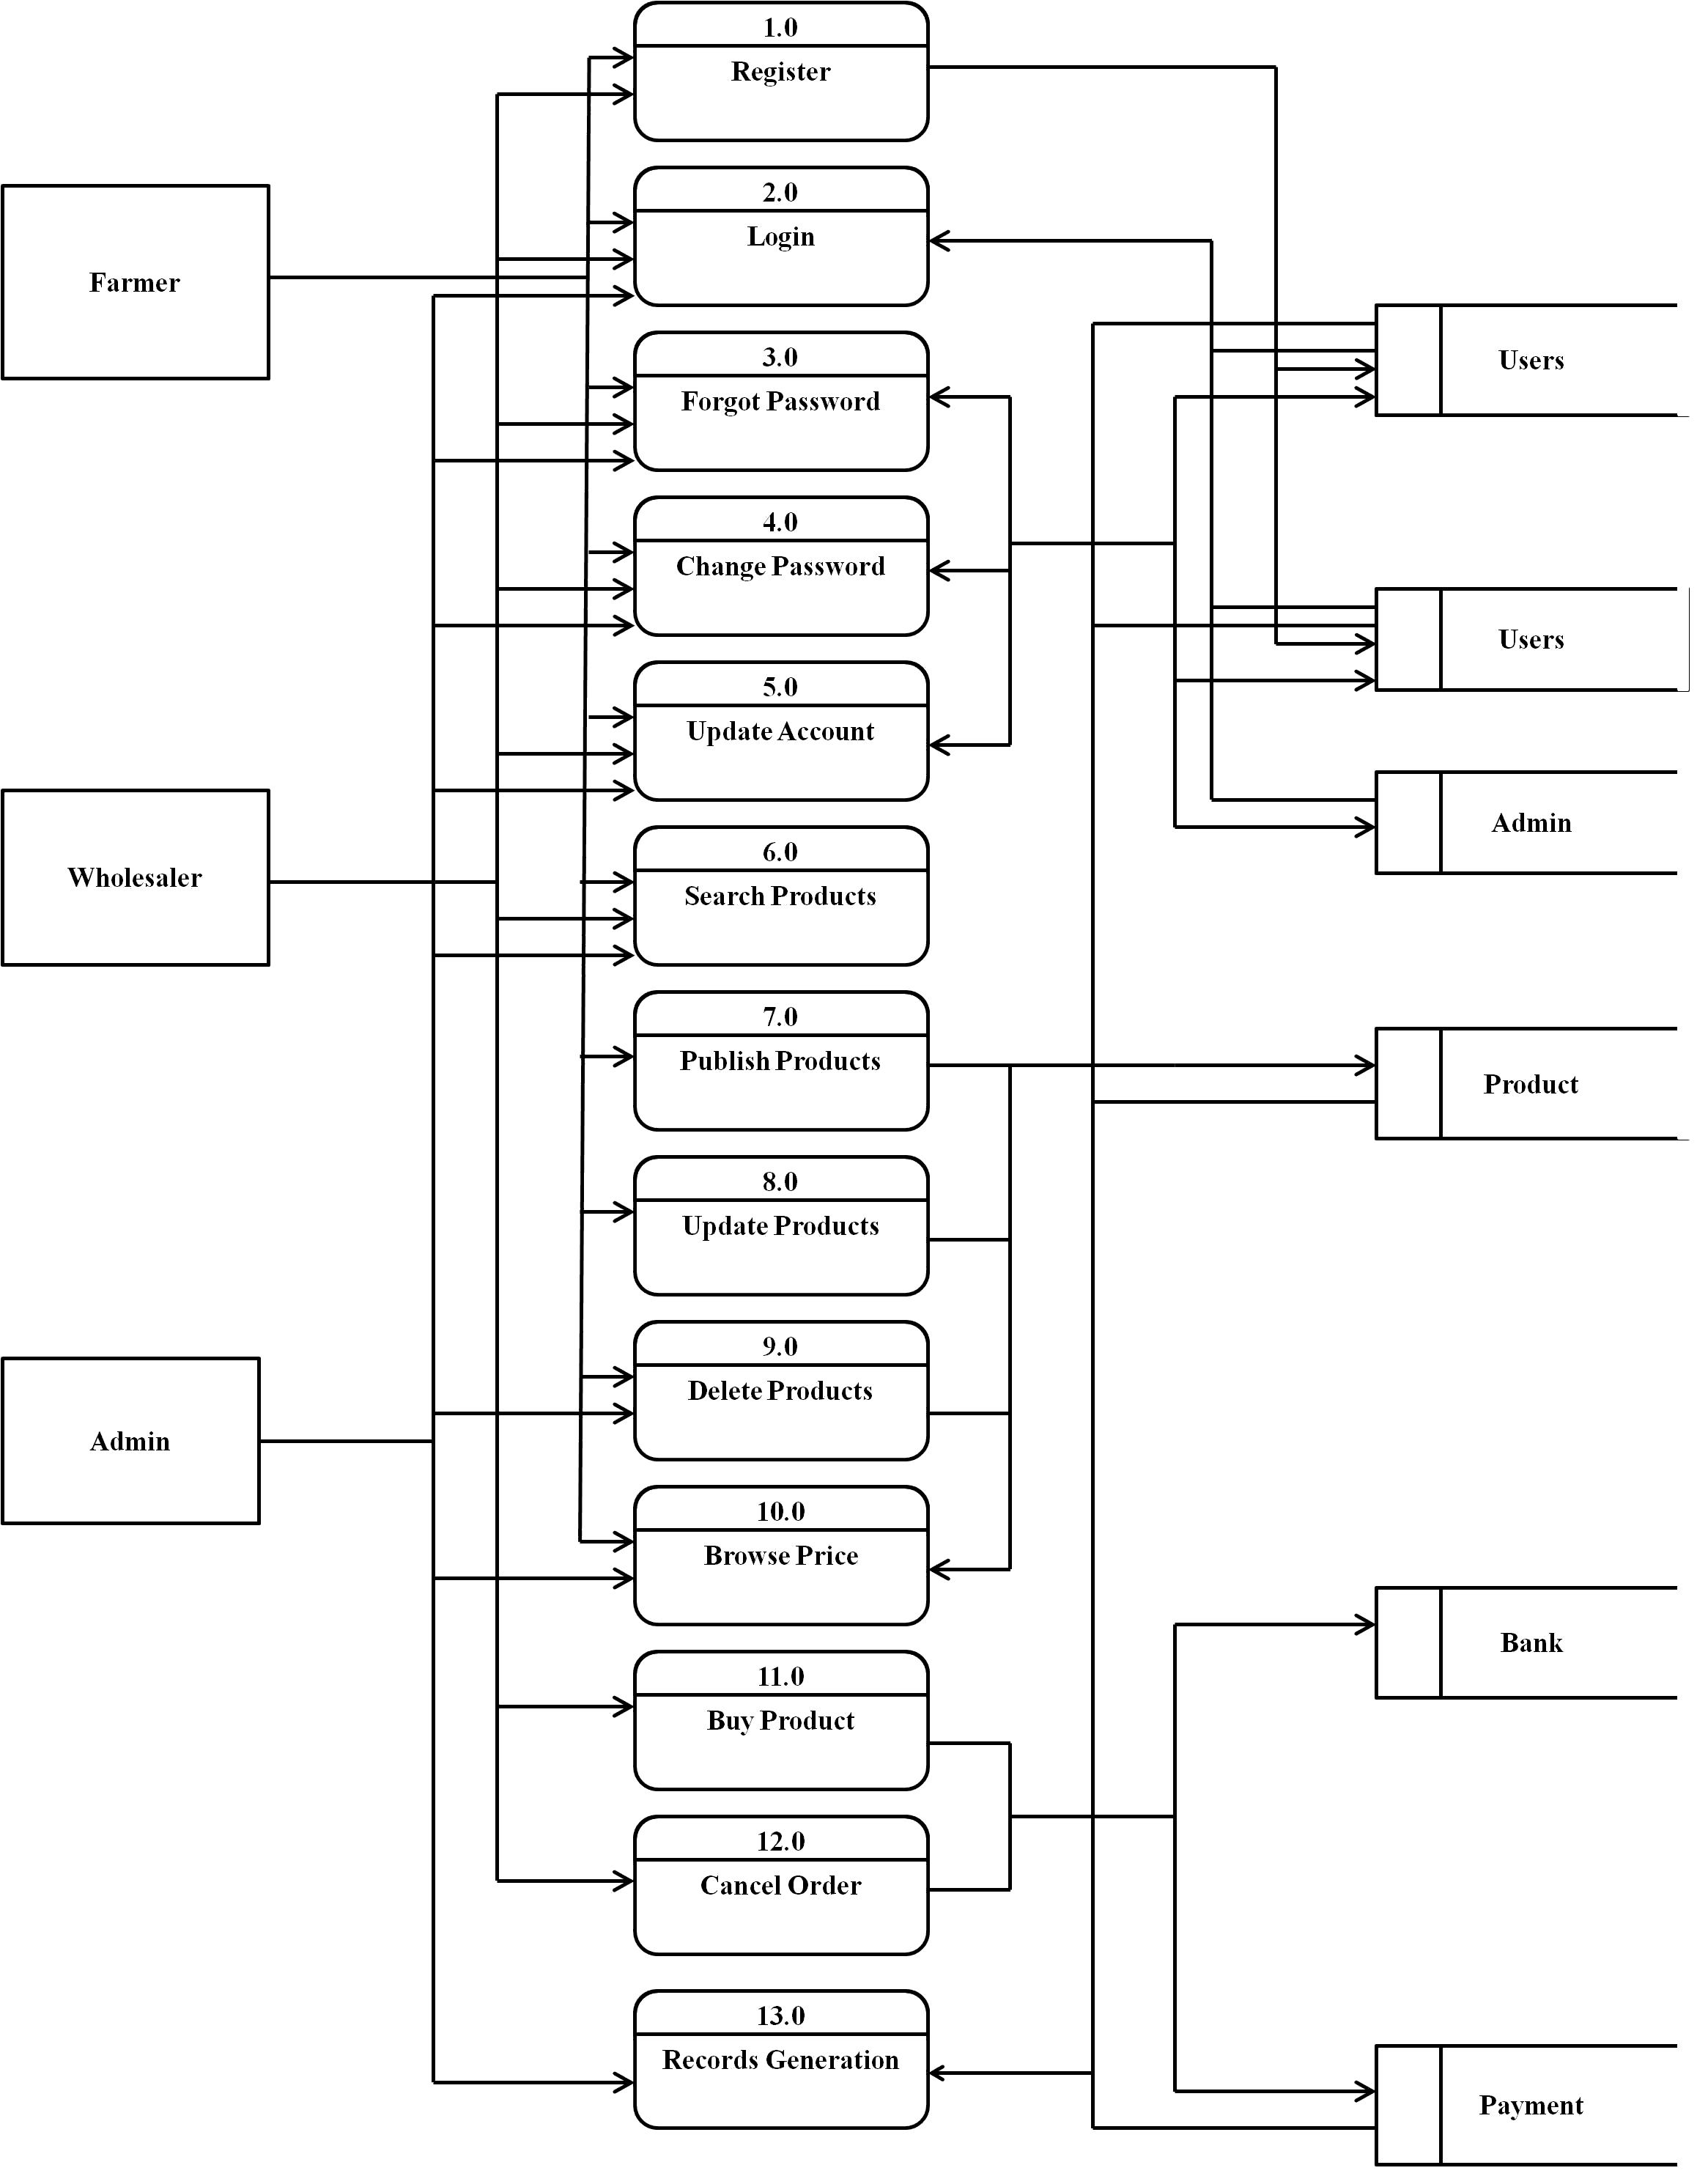 1.0
Register
2.0
Login
Farmer
3.0
Forgot Password
Users
4.0
Change Password
Users
5.0
Update Account
Admin
6.0
Search Products
Wholesaler
7.0
Publish Products
Product
8.0
Update Products
9.0
Delete Products
Admin
10.0
Browse Price
11.0
Buy Product
Bank
12.0
Cancel Order
13.0
Records Generation
Payment